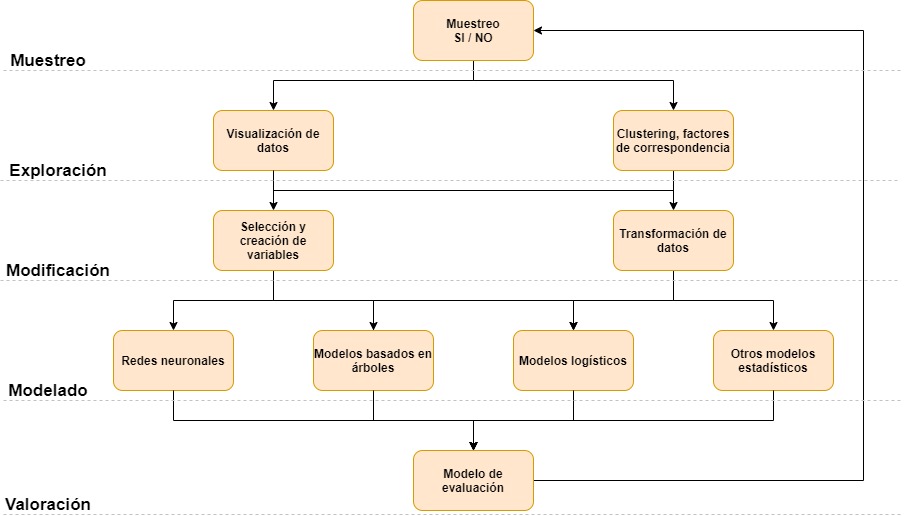 Muestreo
SI / NO
Muestreo
Visualización de
datos
Clustering, factores
de correspondencia
Exploración
Selección y
creación de
variables
Transformación de
datos
Modificación
Redes neuronales
Modelos basados en
árboles
Modelos logísticos
Otros modelos
estadísticos
Modelado
Modelo de
evaluación
Valoración